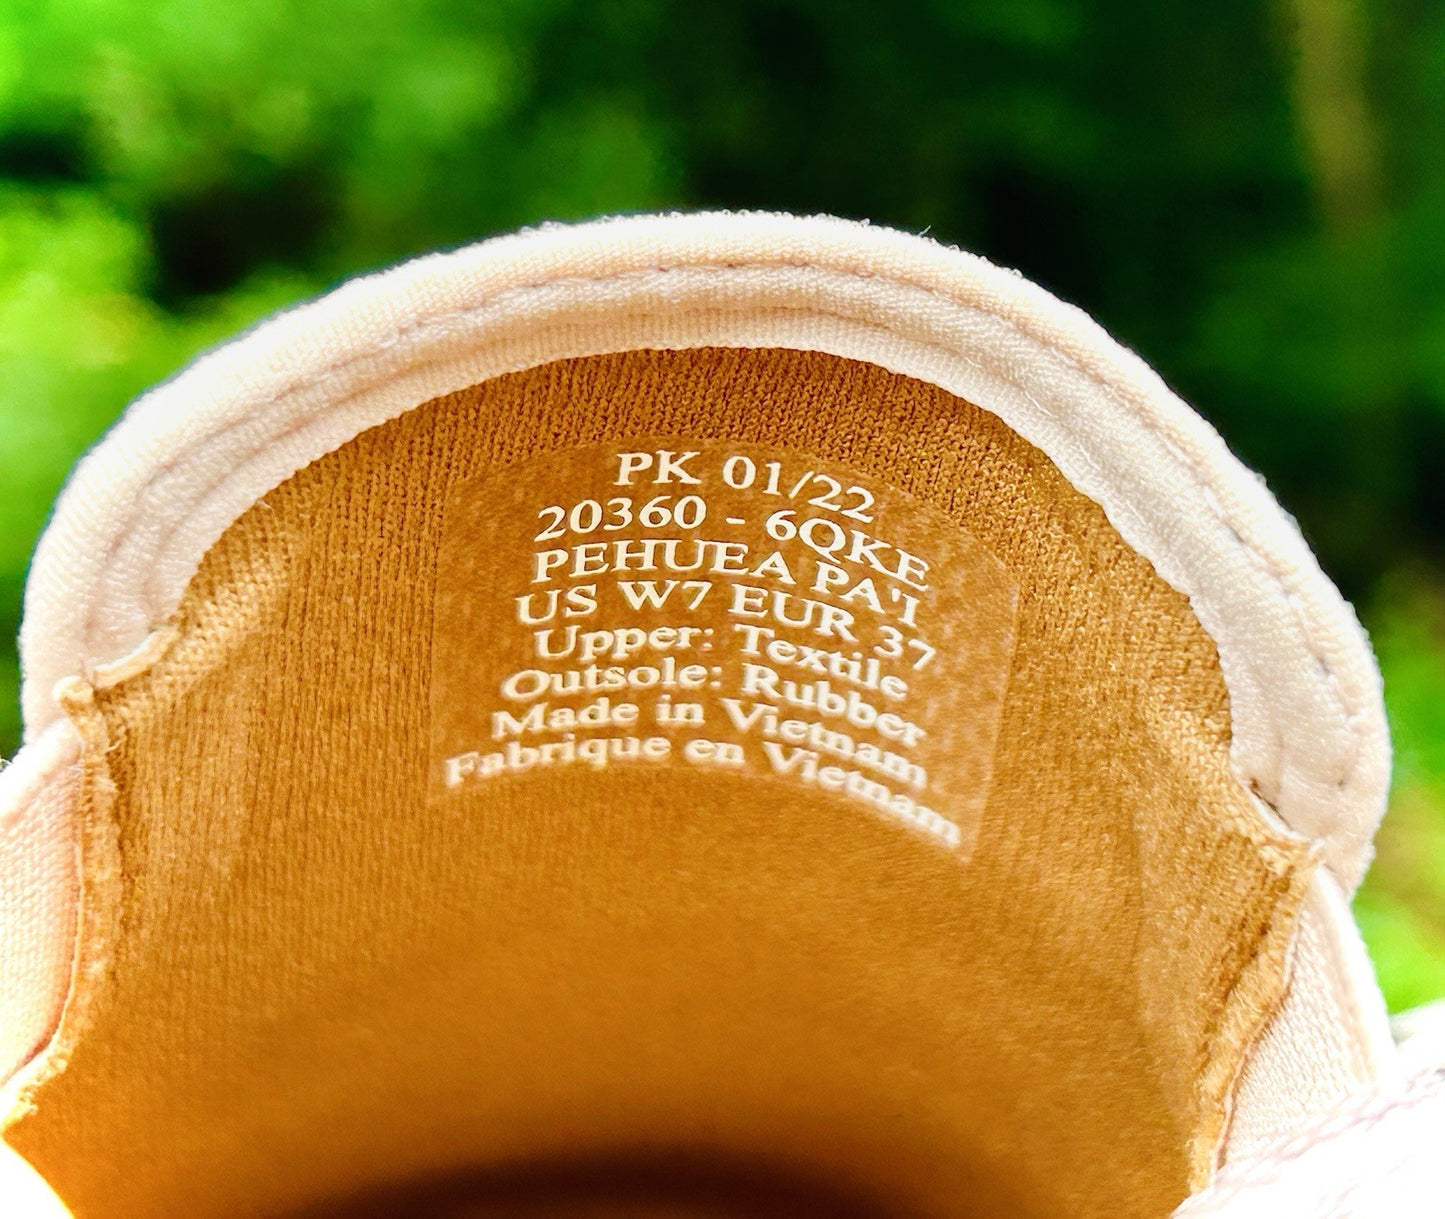 PK 01/22
20360 - 6QKE
PEHUEA PA'I
US W7 EUR 37
Upper: Textile
Outsole: Rubber
Made in Vietnam
Fabrique en Vietnam